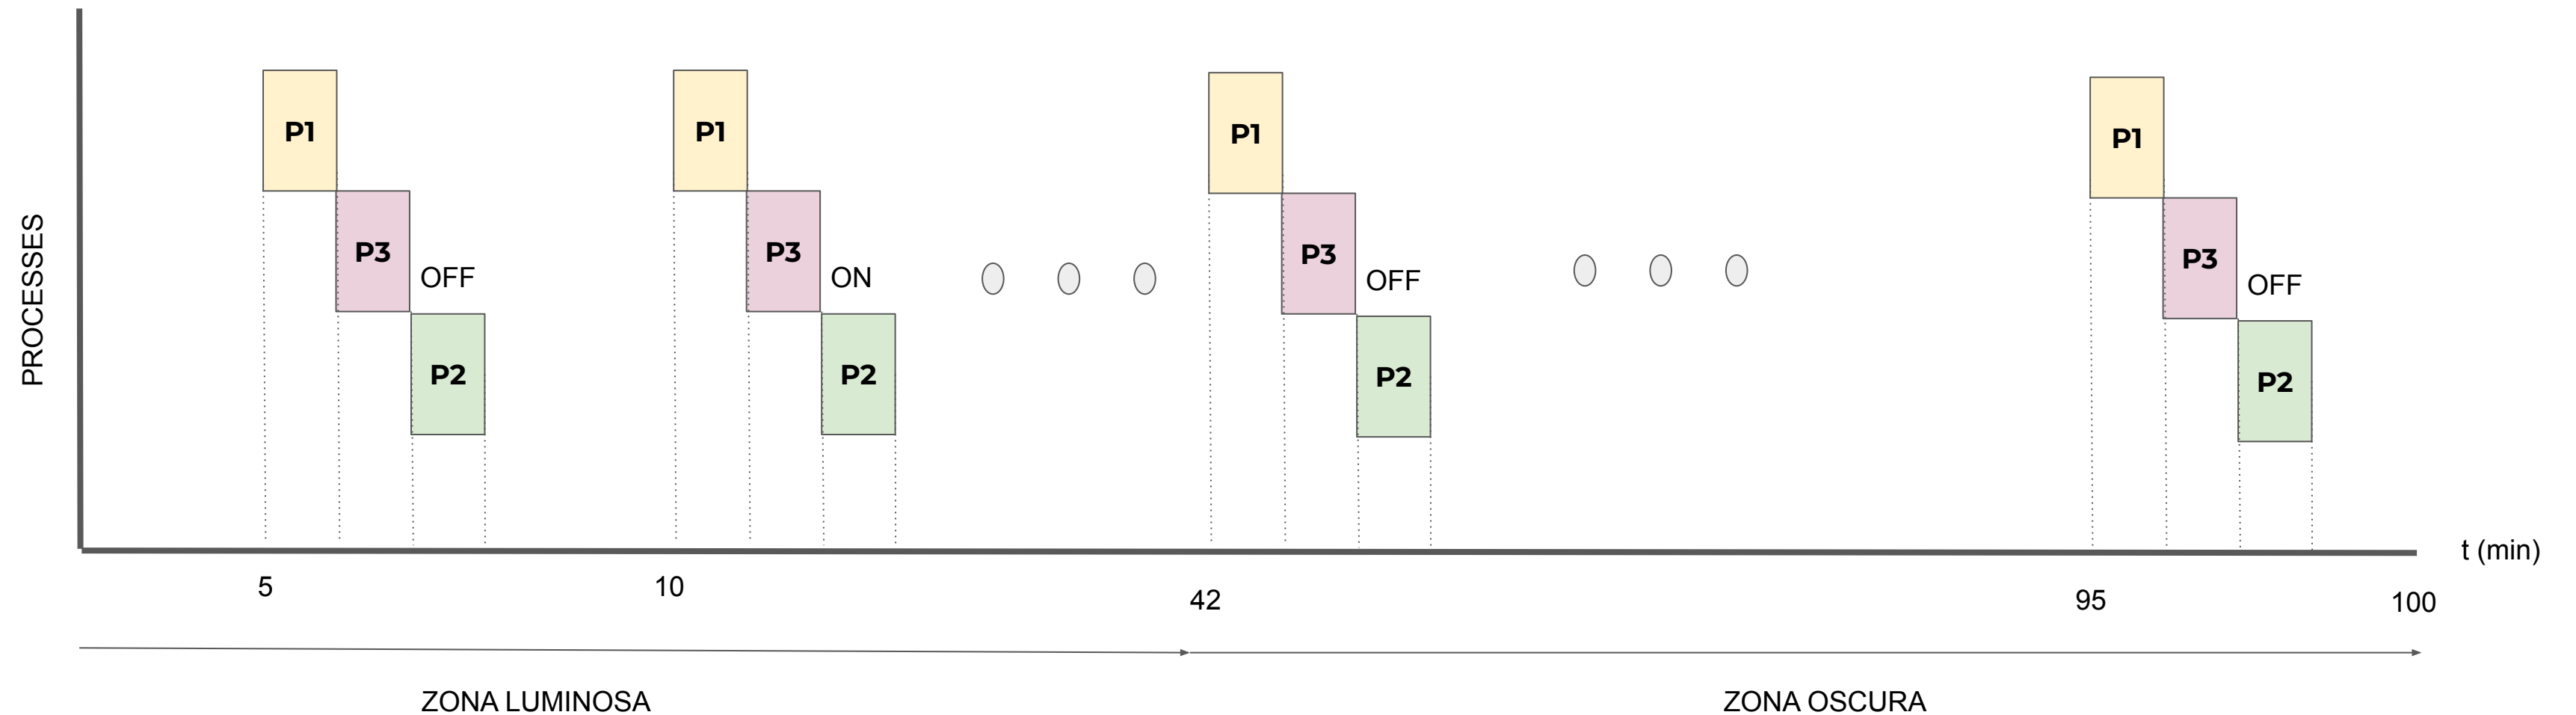 PROCESSES
P1
P3
OFF
P2
P1
P3
ON
P2
P1
P3
OFF
P2
P1
P3
OFF
P2
t (min)
5
10
42
95
100
ZONA LUMINOSA
ZONA OSCURA